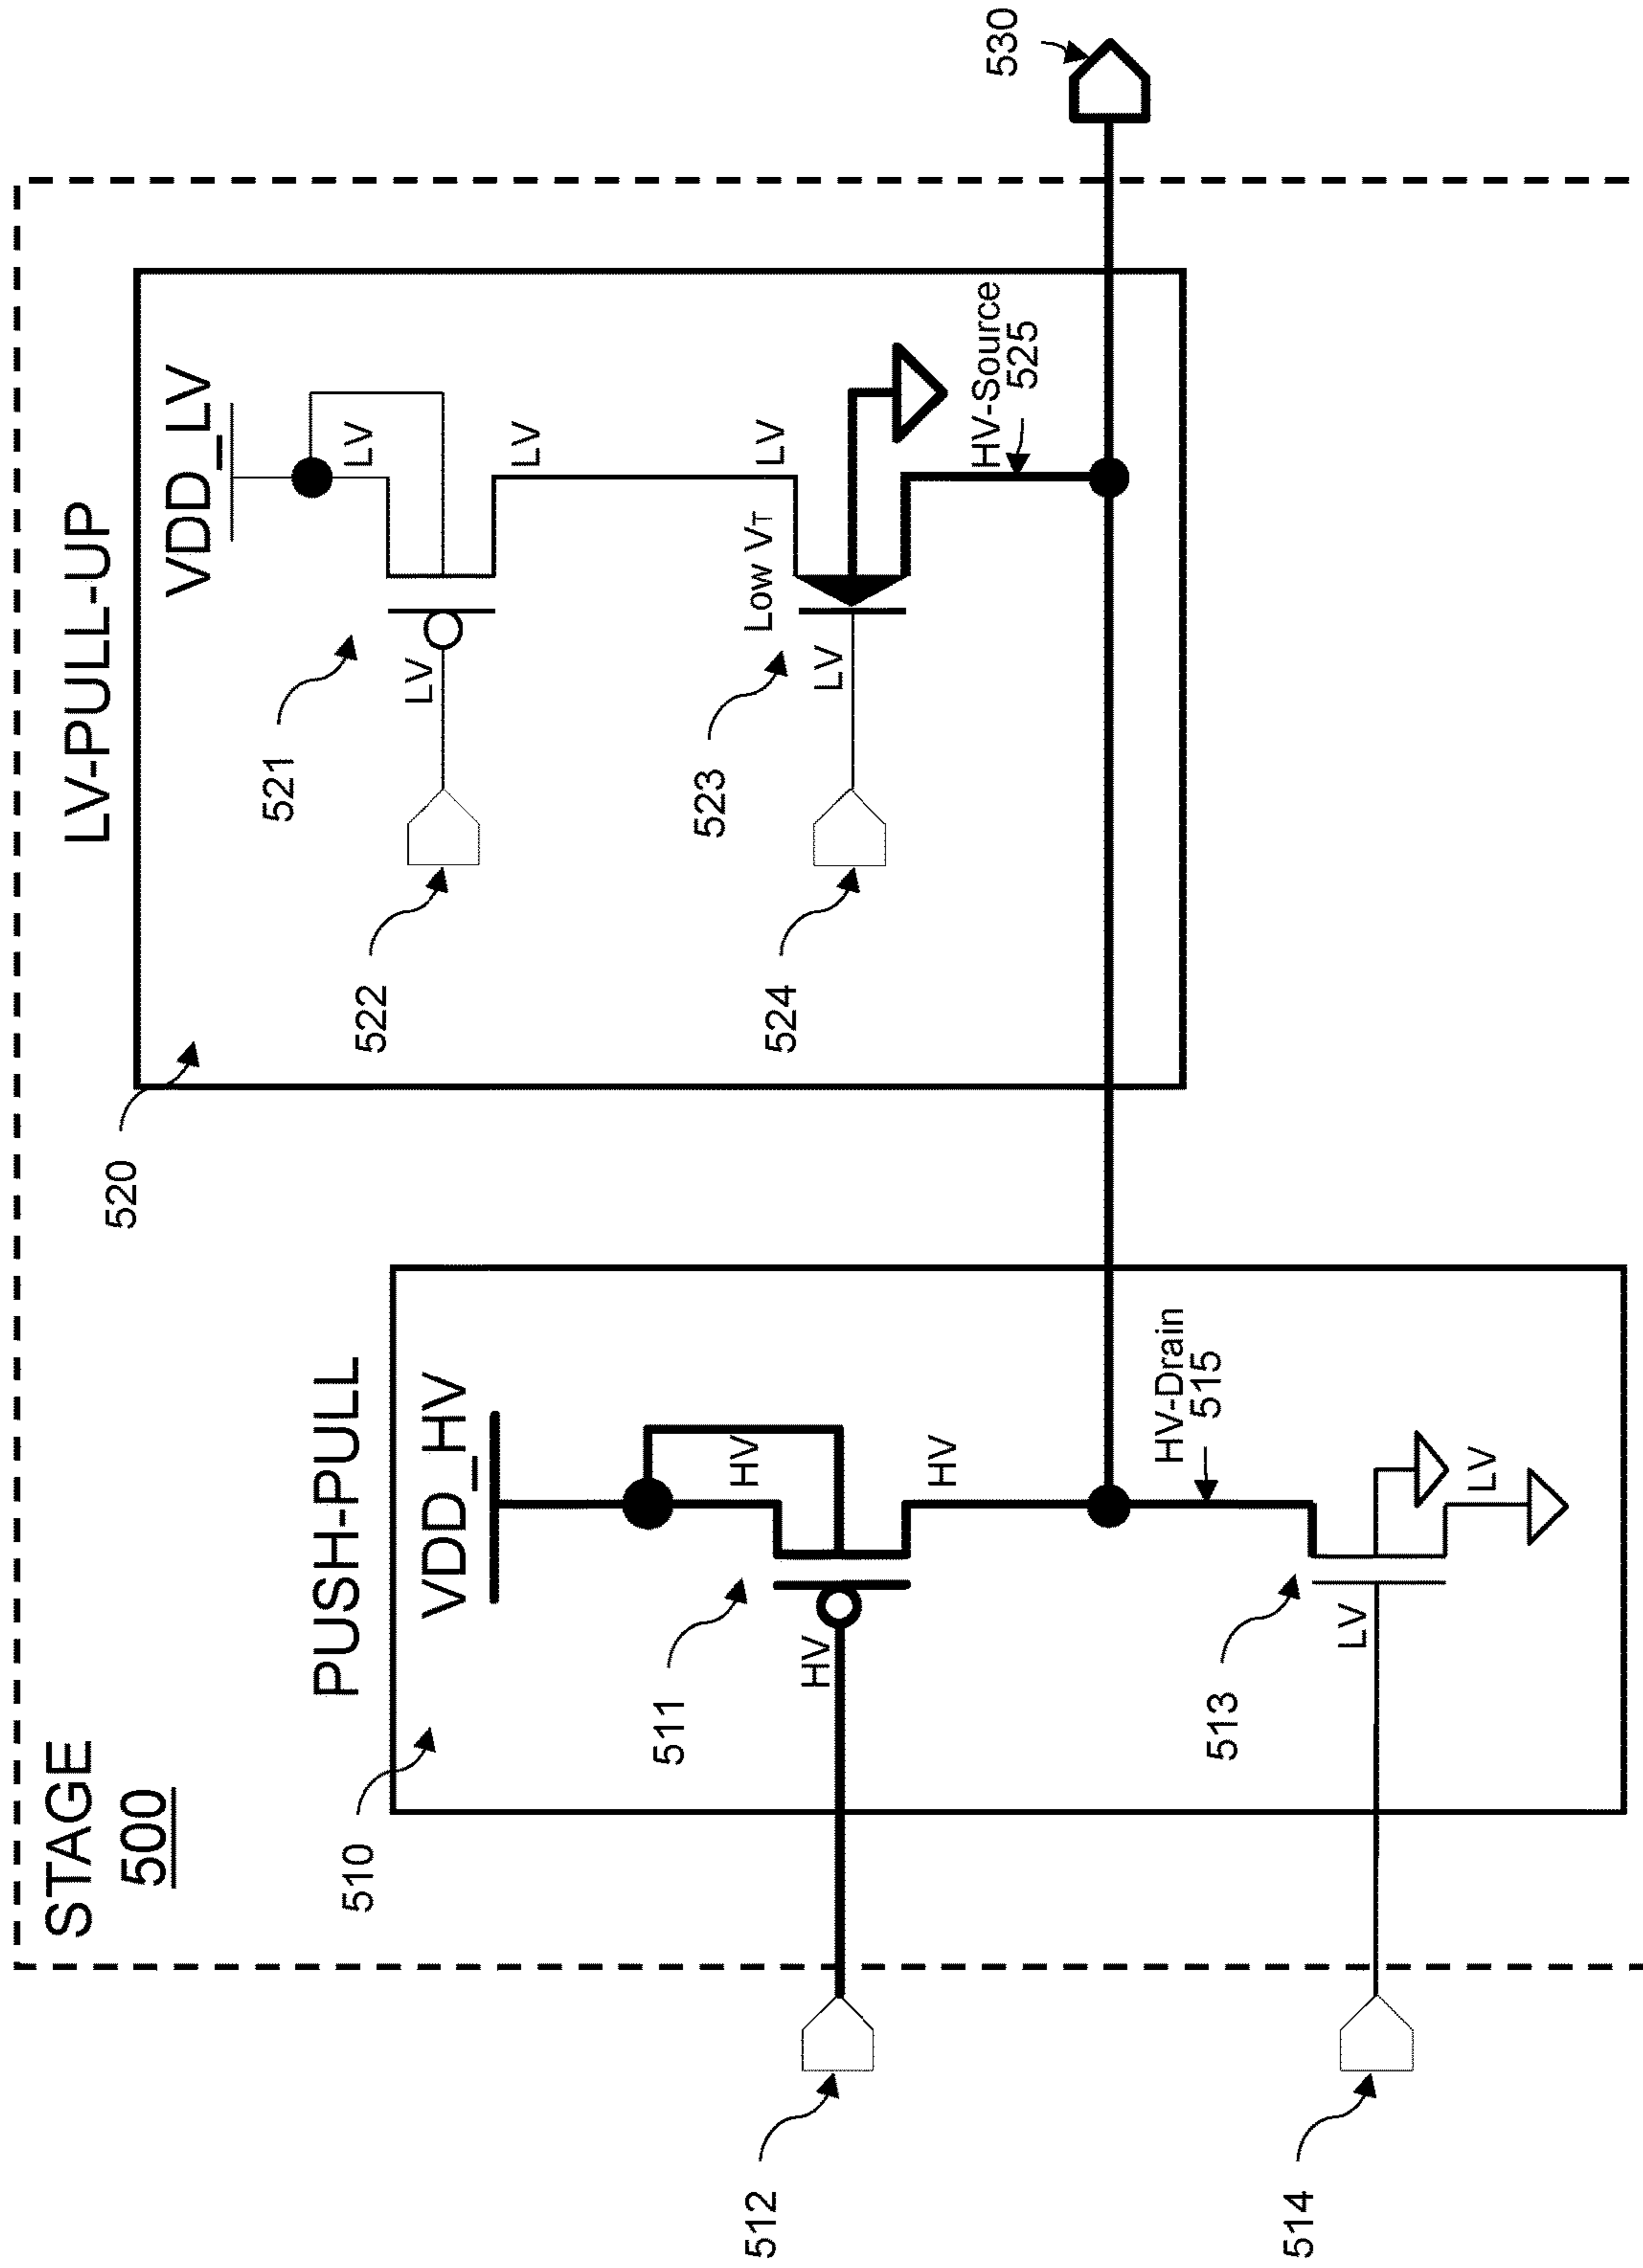 STAGE
500
PUSH-PULL
510
VDD_HV
HV
511
HV
HV
512
HV-Drain
515
513
LV
LV
514
LV-PULL-UP
520
VDD_LV
LV
521
LV
LV
522
LV
Low VT
523
LV
524
HV-Source
525
530